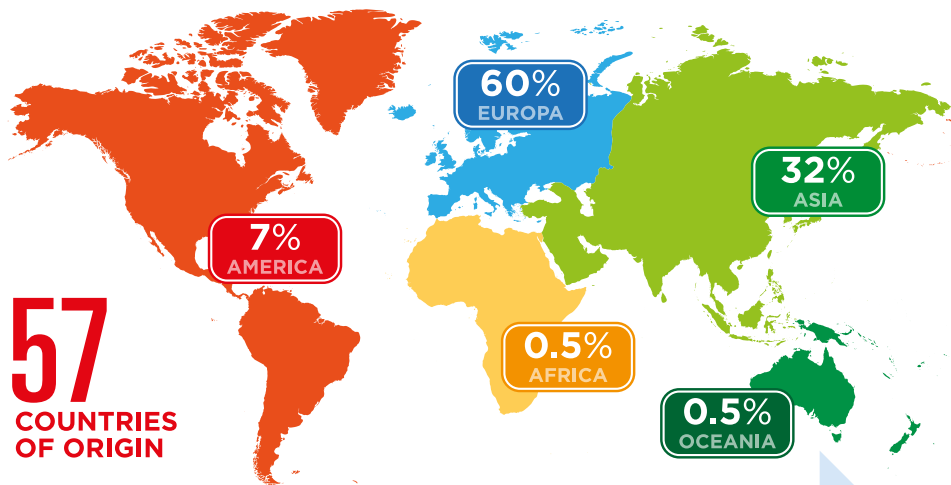 60%
EUROPA
32%
ASIA
7%
AMERICA
57
COUNTRIES
OF ORIGIN
0.5%
AFRICA
0.5%
OCEANIA